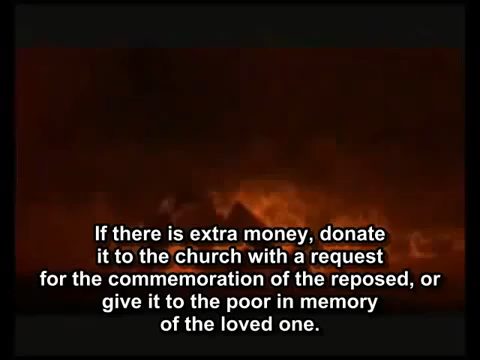 If there is extra money, donate
it to the church with a request
for the commemoration of the reposed, or
give it to the poor in memory
of the loved one.